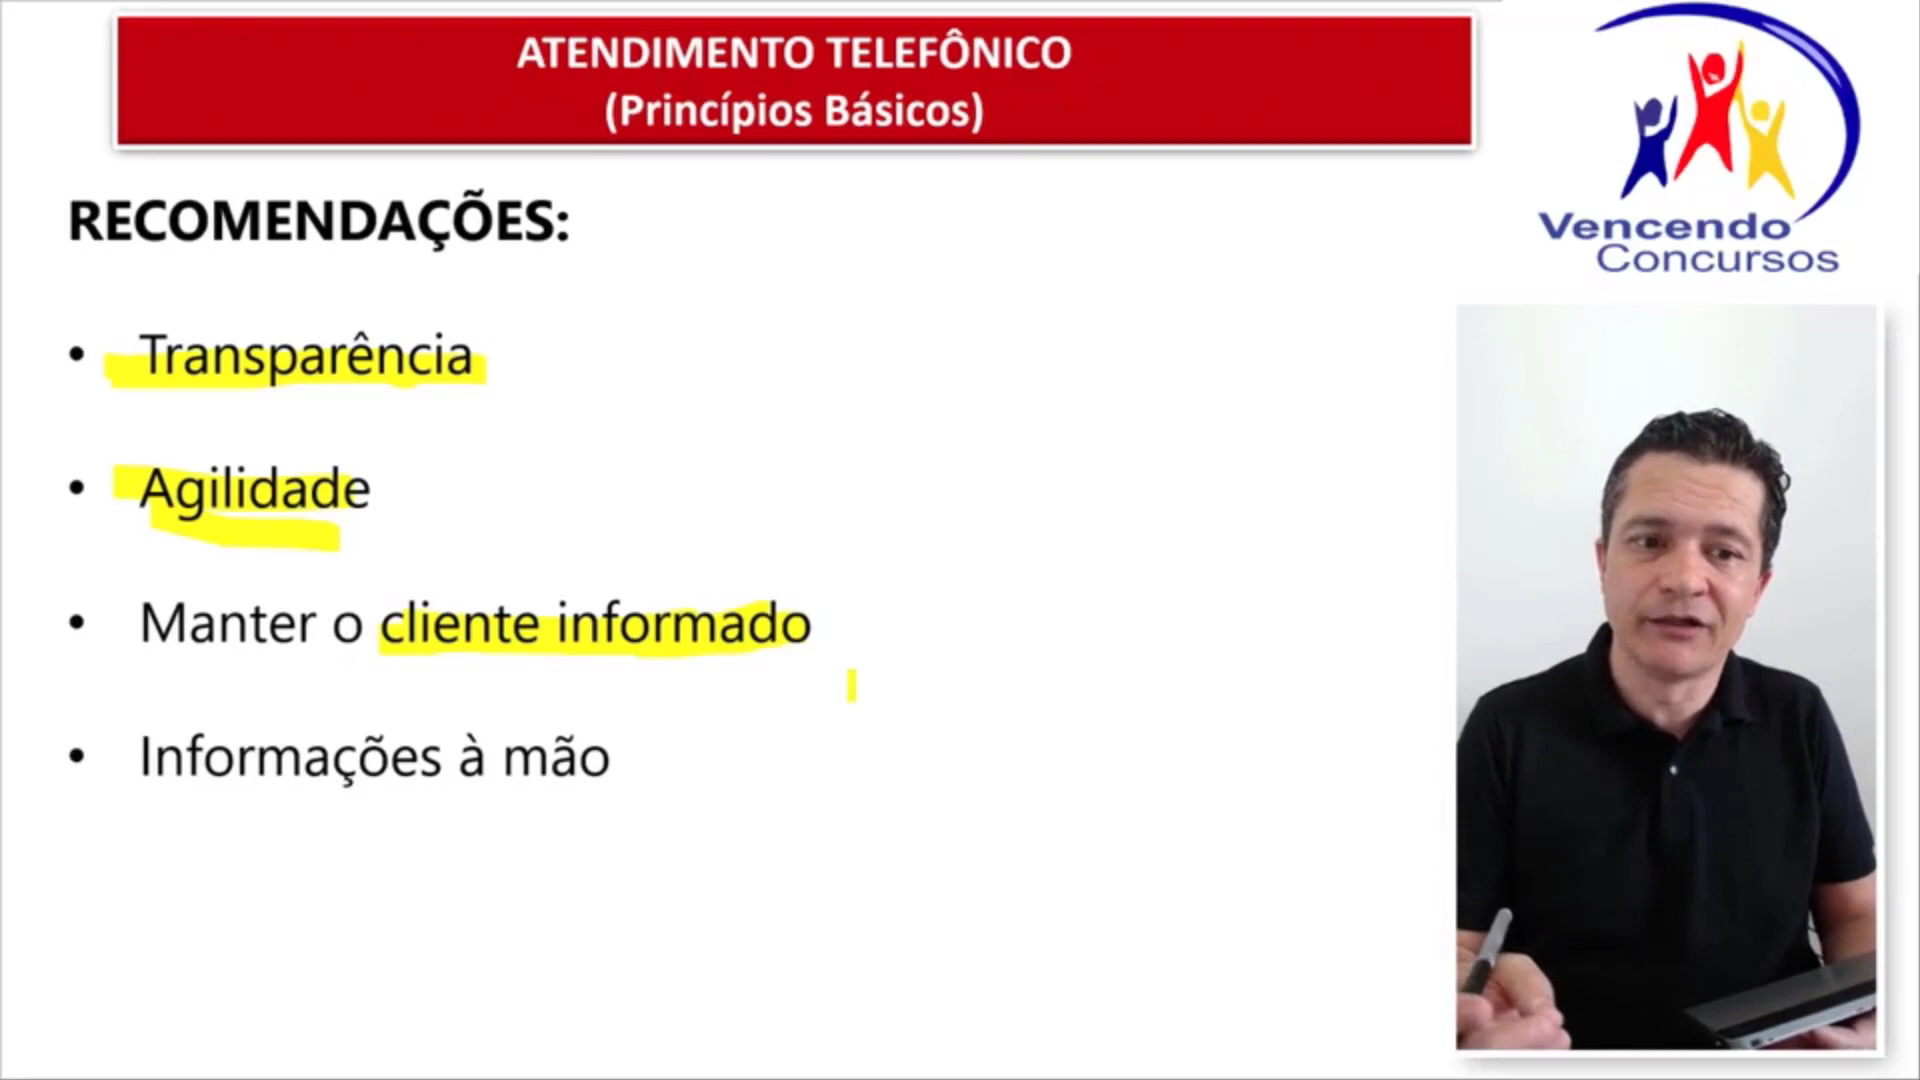 ATENDIMENTO TELEFÔNICO
(Princípios Básicos)
Vencendo
Concursos
RECOMENDAÇÕES:
• Transparência
• Agilidade
• Manter o cliente informado
• Informações à mão